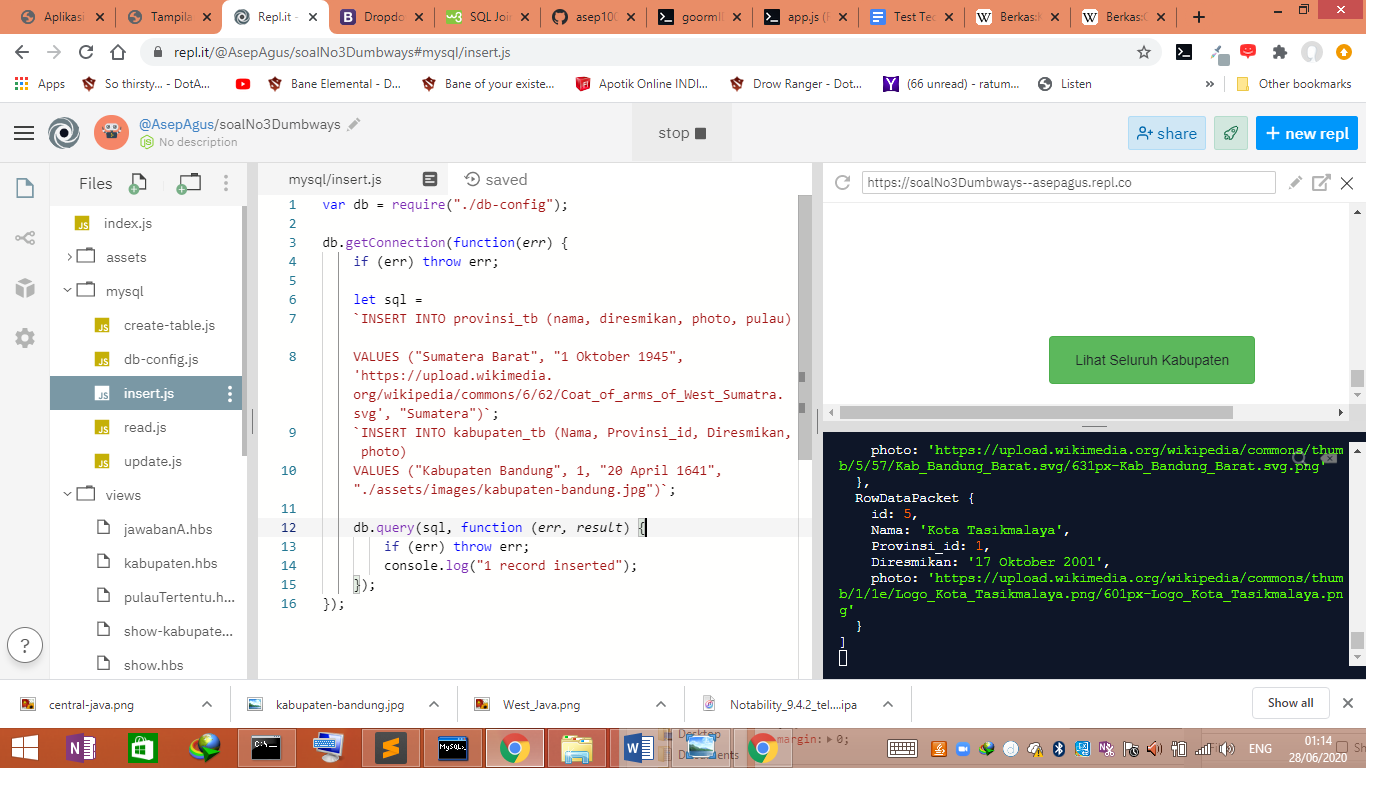 Aplikasi
Tampila
Repl.it -
Dropdo
SQL Joi
asep100
goormI
app.js (
Test Tec
Berkas:
Berkas:
repl.it/@AsepAgus/soalNo3Dumbways#mysql/insert.js
Apps
So thirsty... - DotA...
Bane Elemental - D...
Bane of your existe...
Apotik Online INDI...
Drow Ranger - Dot...
(66 unread) - ratum...
Listen
»
Other bookmarks
@AsepAgus/soalNo3Dumbways
No description
stop
share
+ new repl
Files
index.js
assets
mysql
create-table.js
db-config.js
insert.js
read.js
update.js
views
jawabanA.hbs
kabupaten.hbs
pulauTertentu.h...
show-kabupate...
show.hbs
?
mysql/insert.js
saved
1 var db = require("./db-config");
2
3 db.getConnection(function(err) {
4 if (err) throw err;
5
6 let sql =
7 `INSERT INTO provinsi_tb (nama, diresmikan, photo, pulau)
8 VALUES ("Sumatera Barat", "1 Oktober 1945",
'https://upload.wikimedia.
org/wikipedia/commons/6/62/Coat_of_arms_of_West_Sumatra.
svg', "Sumatera")`;
9 `INSERT INTO kabupaten_tb (Nama, Provinsi_id, Diresmikan,
photo)
10 VALUES ("Kabupaten Bandung", 1, "20 April 1641",
"./assets/images/kabupaten-bandung.jpg")`;
11
12 db.query(sql, function (err, result) {
13 if (err) throw err;
14 console.log("1 record inserted");
15 });
16 });
https://soalNo3Dumbways--asepagus.repl.co
Lihat Seluruh Kabupaten
photo: 'https://upload.wikimedia.org/wikipedia/commons/thum
b/5/57/Kab_Bandung_Barat.svg/631px-Kab_Bandung_Barat.svg.png'
},
RowDataPacket {
id: 5,
Nama: 'Kota Tasikmalaya',
Provinsi_id: 1,
Diresmikan: '17 Oktober 2001',
photo: 'https://upload.wikimedia.org/wikipedia/commons/thum
b/1/1e/Logo_Kota_Tasikmalaya.png/601px-Logo_Kota_Tasikmalaya.pn
g'
}
]
central-java.png
kabupaten-bandung.jpg
West_Java.png
Notability_9.4.2_tel....ipa
Show all
Desktop
Documents
margin: 0;
ENG
01:14
28/06/2020
Sh